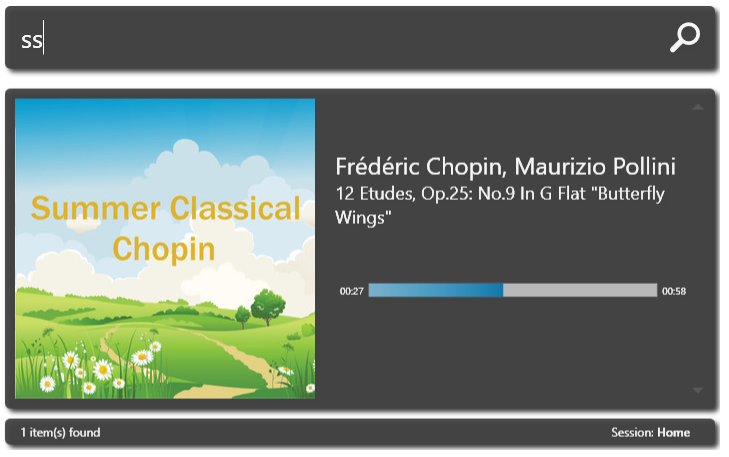 ss
Summer Classical
Chopin
Frédéric Chopin, Maurizio Pollini
12 Etudes, Op.25: No.9 In G Flat "Butterfly
Wings"
00:27 00:58
1 item(s) found Session: Home